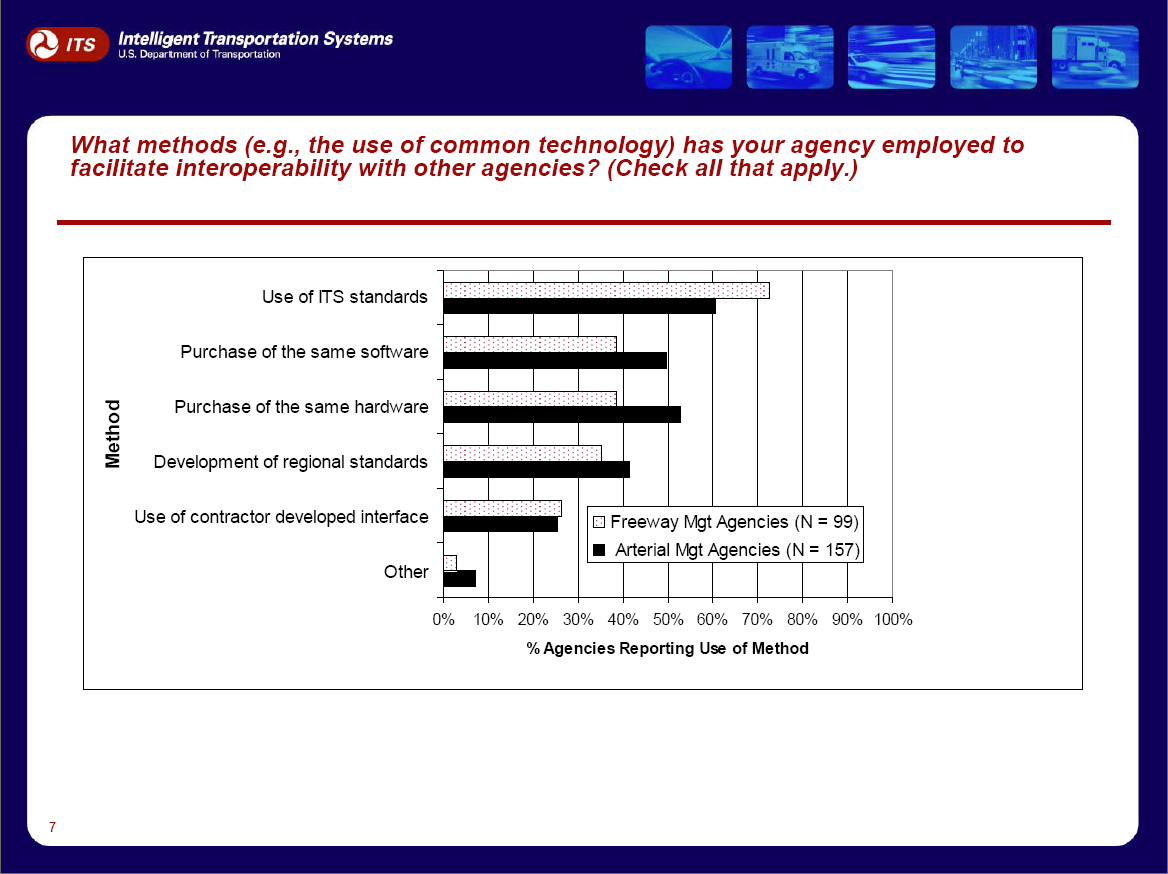 ITS
Intelligent Transportation Systems
U.S. Department of Transportation
What methods (e.g., the use of common technology) has your agency employed to
facilitate interoperability with other agencies? (Check all that apply.)
Method
Use of ITS standards
Purchase of the same software
Purchase of the same hardware
Development of regional standards
Use of contractor developed interface
Other
Freeway Mgt Agencies (N = 99)
Arterial Mgt Agencies (N = 157)
0% 10% 20% 30% 40% 50% 60% 70% 80% 90% 100%
% Agencies Reporting Use of Method
7